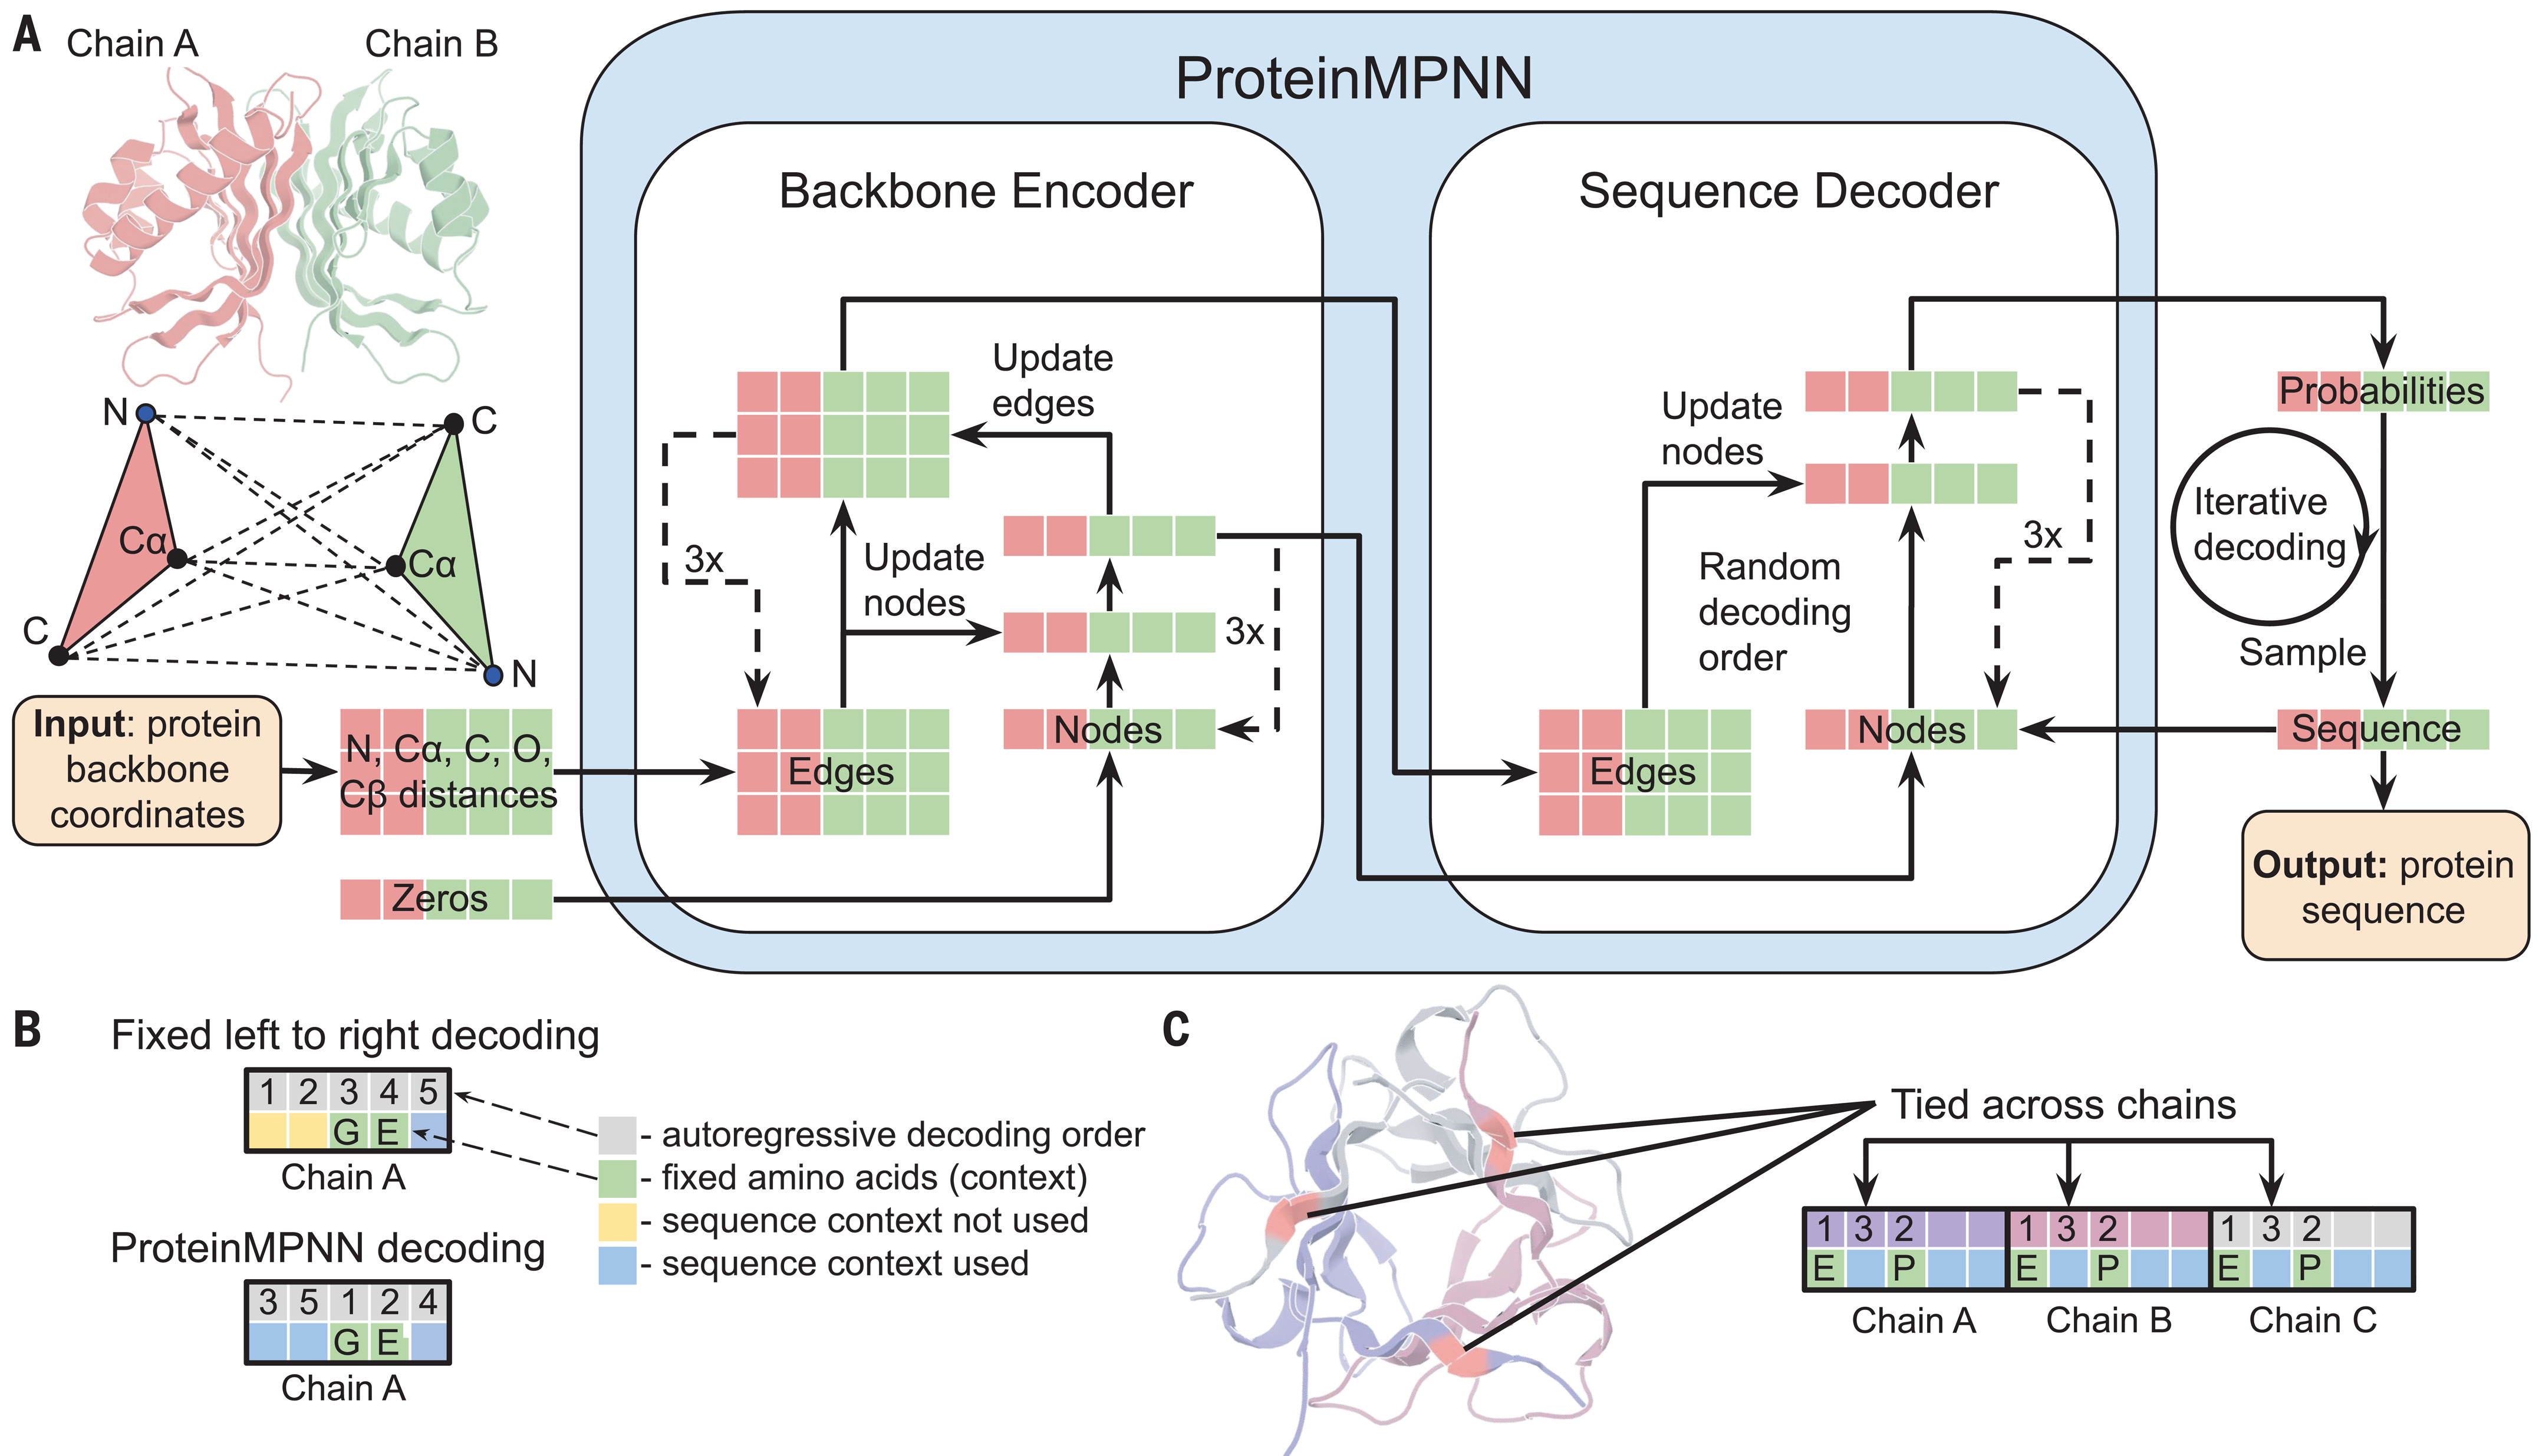 A
Chain A
Chain B
N
C
Cα
Cα
C
N
Input: protein
backbone
coordinates
N, Cα, C, O,
Cβ distances
Zeros
ProteinMPNN
Backbone Encoder
Update
edges
3x
Update
nodes
3x
Nodes
Edges
Sequence Decoder
Update
nodes
Random
decoding
order
3x
Nodes
Edges
Probabilities
Iterative
decoding
Sample
Sequence
Output: protein
sequence
B
Fixed left to right decoding
1 2 3 4 5
G E
Chain A
ProteinMPNN decoding
3 5 1 2 4
G E
Chain A
- autoregressive decoding order
- fixed amino acids (context)
- sequence context not used
- sequence context used
C
Tied across chains
1 3 2 1 3 2 1 3 2
E P E P E P
Chain A Chain B Chain C